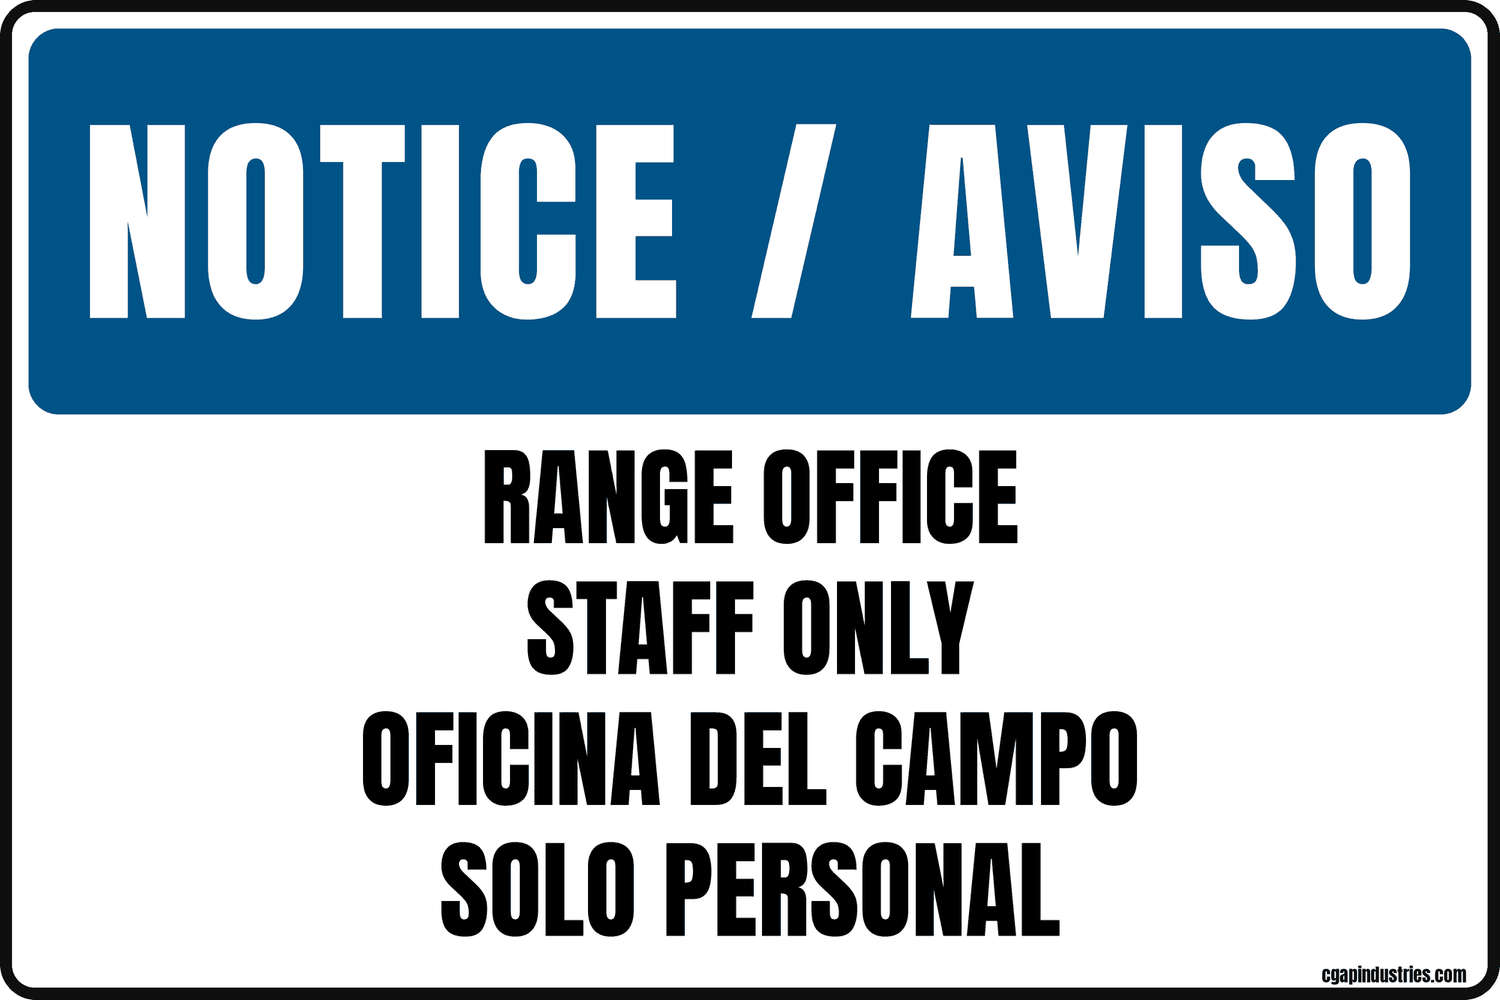 NOTICE / AVISO
RANGE OFFICE
STAFF ONLY
OFICINA DEL CAMPO
SOLO PERSONAL
cgapindustries.com